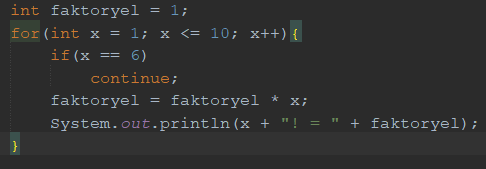 int faktoryel = 1;
for(int x = 1; x <= 10; x++){
if(x == 6)
continue;
faktoryel = faktoryel * x;
System.out.println(x + "! = " + faktoryel);
}